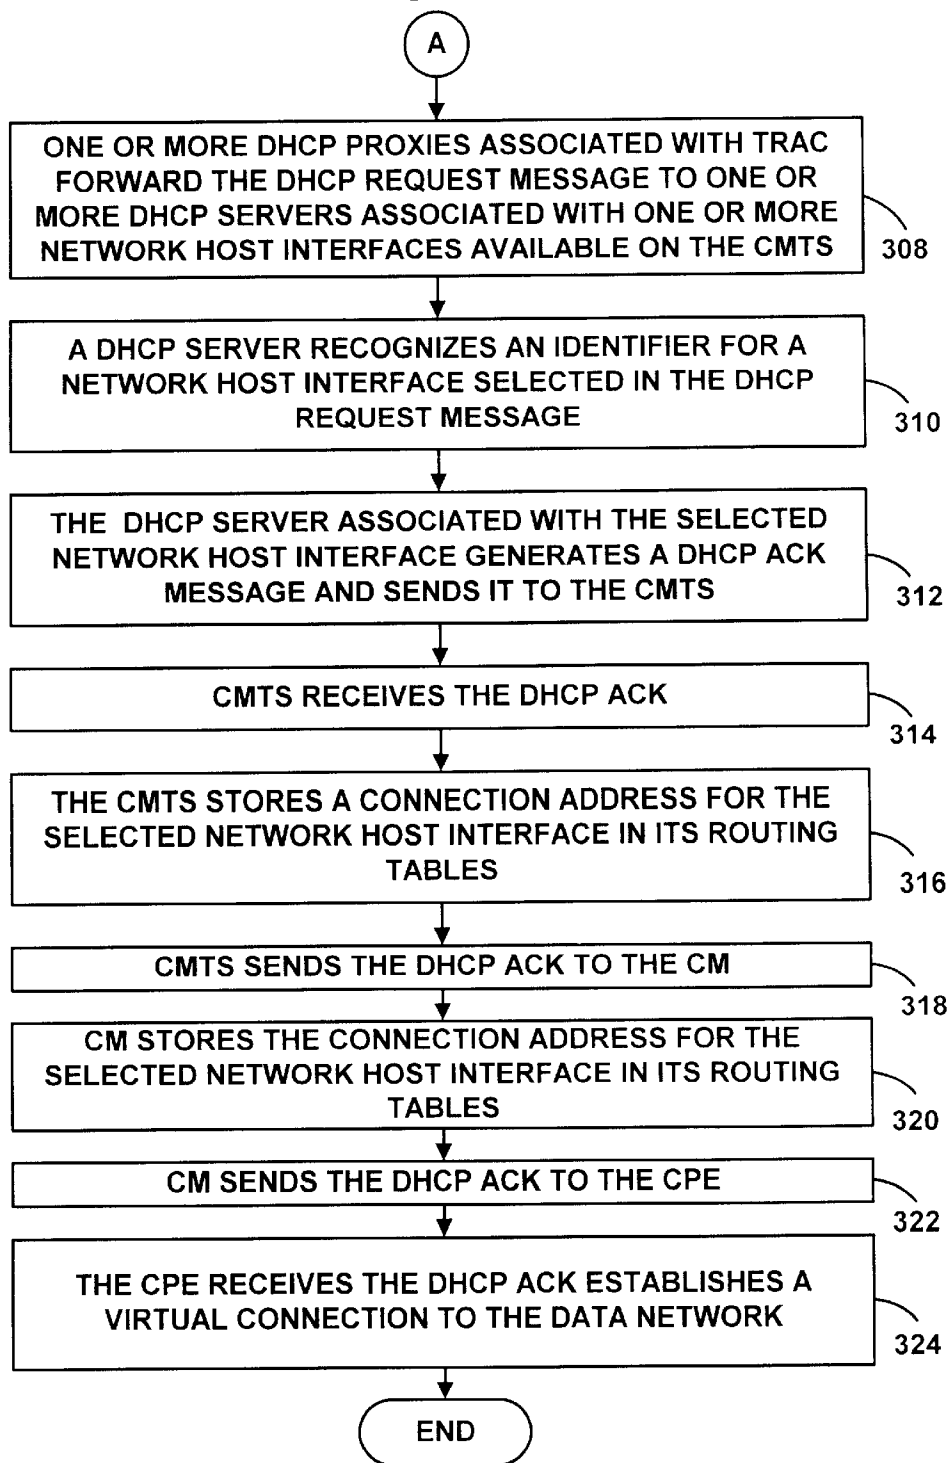 A
ONE OR MORE DHCP PROXIES ASSOCIATED WITH TRAC
FORWARD THE DHCP REQUEST MESSAGE TO ONE OR
MORE DHCP SERVERS ASSOCIATED WITH ONE OR MORE
NETWORK HOST INTERFACES AVAILABLE ON THE CMTS
308
A DHCP SERVER RECOGNIZES AN IDENTIFIER FOR A
NETWORK HOST INTERFACE SELECTED IN THE DHCP
REQUEST MESSAGE
310
THE DHCP SERVER ASSOCIATED WITH THE SELECTED
NETWORK HOST INTERFACE GENERATES A DHCP ACK
MESSAGE AND SENDS IT TO THE CMTS
312
CMTS RECEIVES THE DHCP ACK
314
THE CMTS STORES A CONNECTION ADDRESS FOR THE
SELECTED NETWORK HOST INTERFACE IN ITS ROUTING
TABLES
316
CMTS SENDS THE DHCP ACK TO THE CM
318
CM STORES THE CONNECTION ADDRESS FOR THE
SELECTED NETWORK HOST INTERFACE IN ITS ROUTING
TABLES
320
CM SENDS THE DHCP ACK TO THE CPE
322
THE CPE RECEIVES THE DHCP ACK ESTABLISHES A
VIRTUAL CONNECTION TO THE DATA NETWORK
324
END